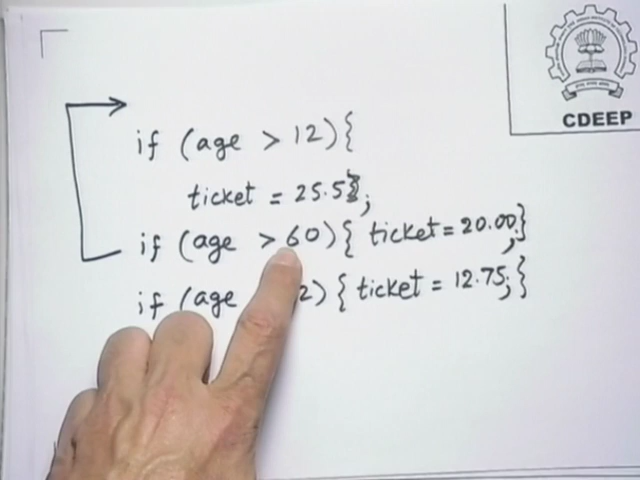 CDEEP
if (age > 12){
ticket = 25.5
if (age > 60){ ticket = 20.00;}
if (age 2) { ticket = 12.75; }